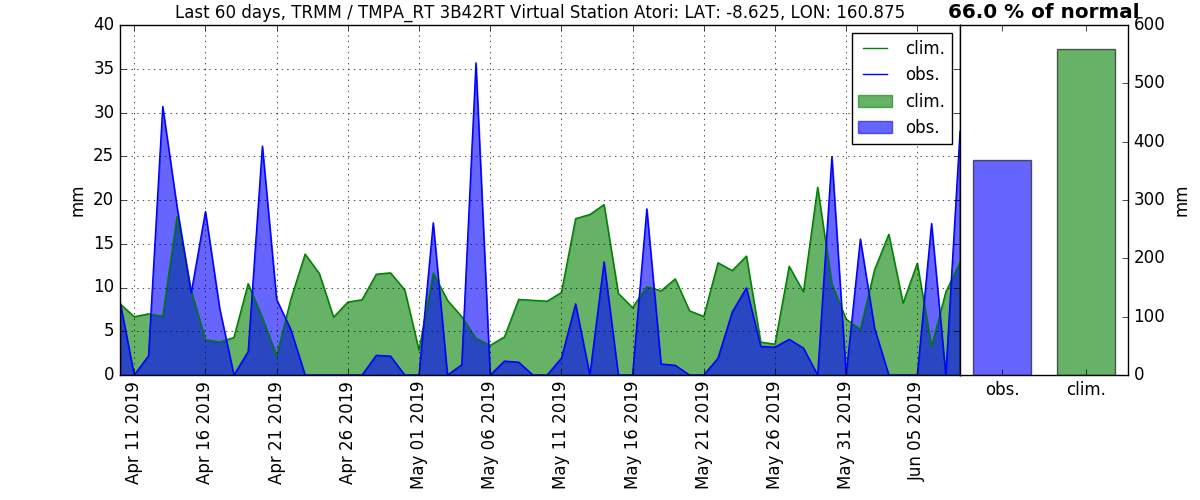 Last 60 days, TRMM / TMPA_RT 3B42RT Virtual Station Atori: LAT: -8.625, LON: 160.875
66.0 % of normal
mm
40
35
30
25
20
15
10
5
0
clim.
obs.
clim.
obs.
Apr 11 2019
Apr 16 2019
Apr 21 2019
Apr 26 2019
May 01 2019
May 06 2019
May 11 2019
May 16 2019
May 21 2019
May 26 2019
May 31 2019
Jun 05 2019
obs.
clim.
600
500
400
300
200
100
0
mm